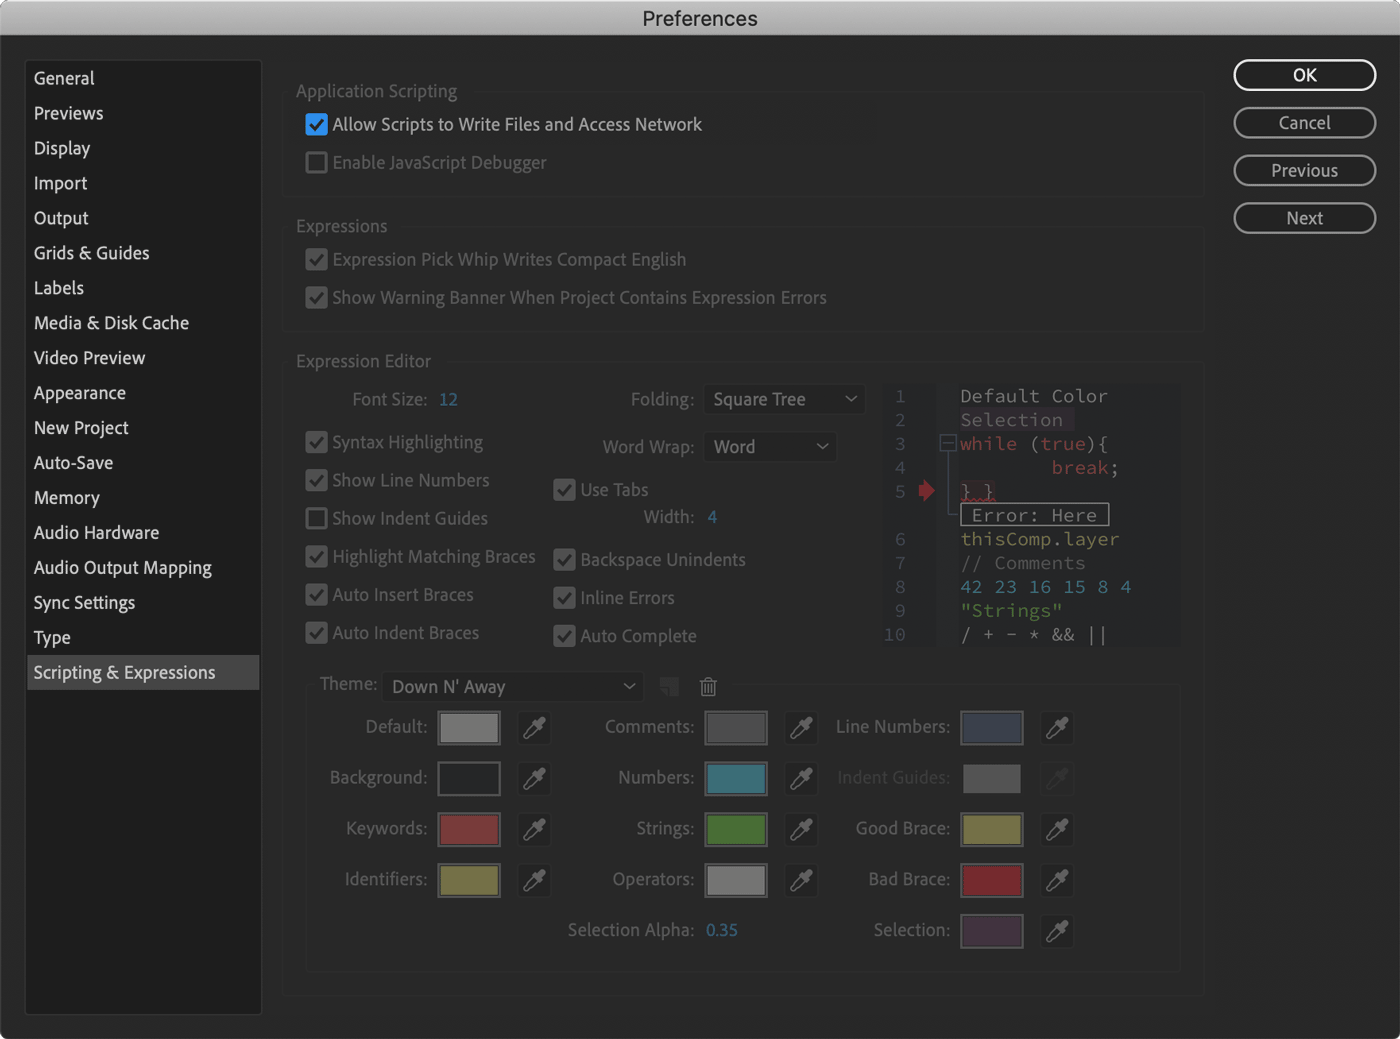 Preferences
General
Previews
Display
Import
Output
Grids & Guides
Labels
Media & Disk Cache
Video Preview
Appearance
New Project
Auto-Save
Memory
Audio Hardware
Audio Output Mapping
Sync Settings
Type
Scripting & Expressions
Application Scripting
Allow Scripts to Write Files and Access Network
Enable JavaScript Debugger
Expressions
Expression Pick Whip Writes Compact English
Show Warning Banner When Project Contains Expression Errors
Expression Editor
Font Size: 12
Syntax Highlighting
Show Line Numbers
Show Indent Guides
Highlight Matching Braces
Auto Insert Braces
Auto Indent Braces
Folding: Square Tree
Word Wrap: Word
Use Tabs
Width: 4
Backspace Unindents
Inline Errors
Auto Complete
1 Default Color
2 Selection
3 while (true){
4 break;
5 } }
Error: Here
6 thisComp.layer
7 // Comments
8 42 23 16 15 8 4
9 "Strings"
10 / + - * && ||
Theme: Down N' Away
Default: Comments: Line Numbers:
Background: Numbers: Indent Guides:
Keywords: Strings: Good Brace:
Identifiers: Operators: Bad Brace:
Selection Alpha: 0.35 Selection:
OK
Cancel
Previous
Next